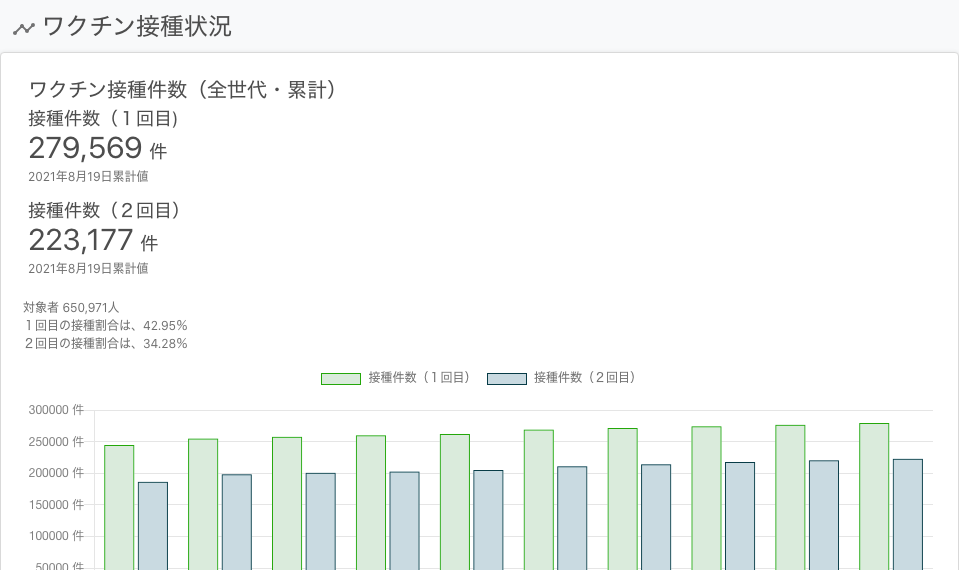 ワクチン接種状況
ワクチン接種件数（全世代・累計）
接種件数（１回目)
279,569 件
2021年8月19日累計値
接種件数（２回目）
223,177 件
2021年8月19日累計値
対象者 650,971人
１回目の接種割合は、42.95%
２回目の接種割合は、34.28%
接種件数（１回目） 接種件数（２回目）
300000 件
250000 件
200000 件
150000 件
100000 件
50000 件